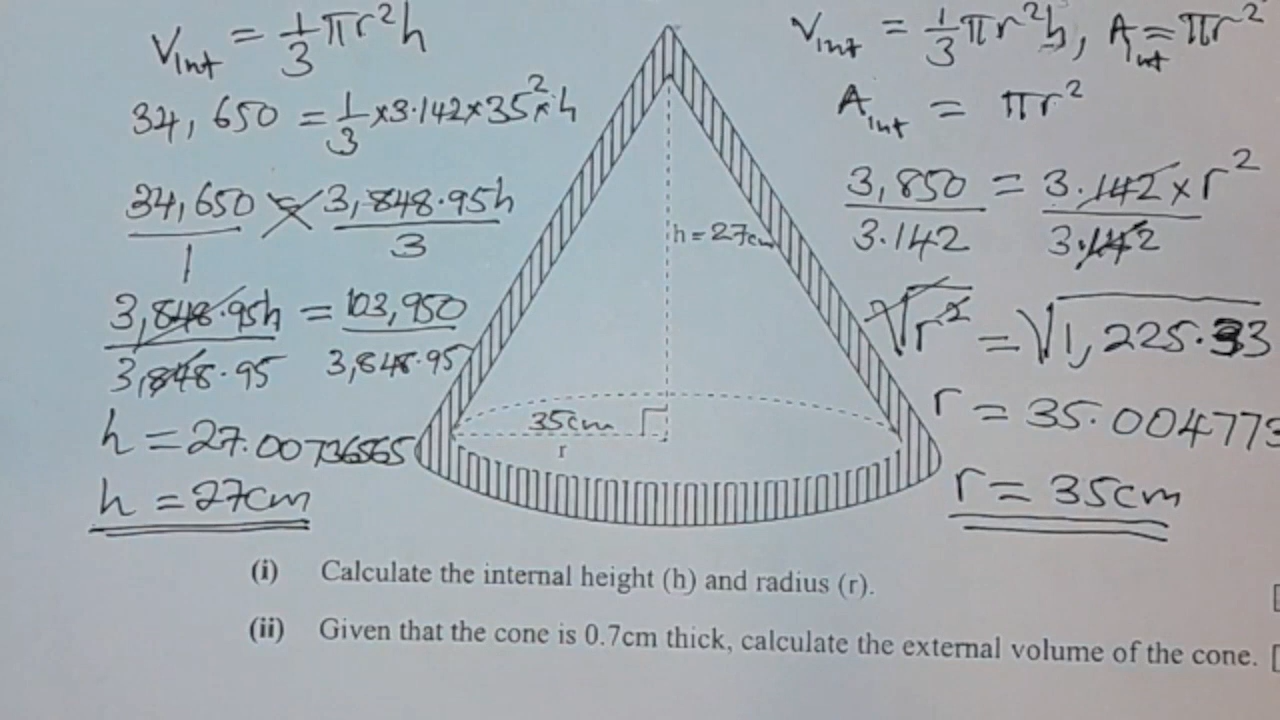 V_int = 1/3 πr²h
34,650 = 1/3 ×3.142×35²×h
34,650/1 = 3,848.95h/3
3,848.95h/3,848.95 = 103,950/3,848.95
h = 27.00736565
h = 27cm
h = 27cm
35cm
r
V_int = 1/3 πr²h, A_int = πr²
A_int = πr²
3,850/3.142 = 3.142×r²/3.142
√r² = √1,225.33
r = 35.004773
r = 35cm
(i) Calculate the internal height (h) and radius (r).
(ii) Given that the cone is 0.7cm thick, calculate the external volume of the cone.